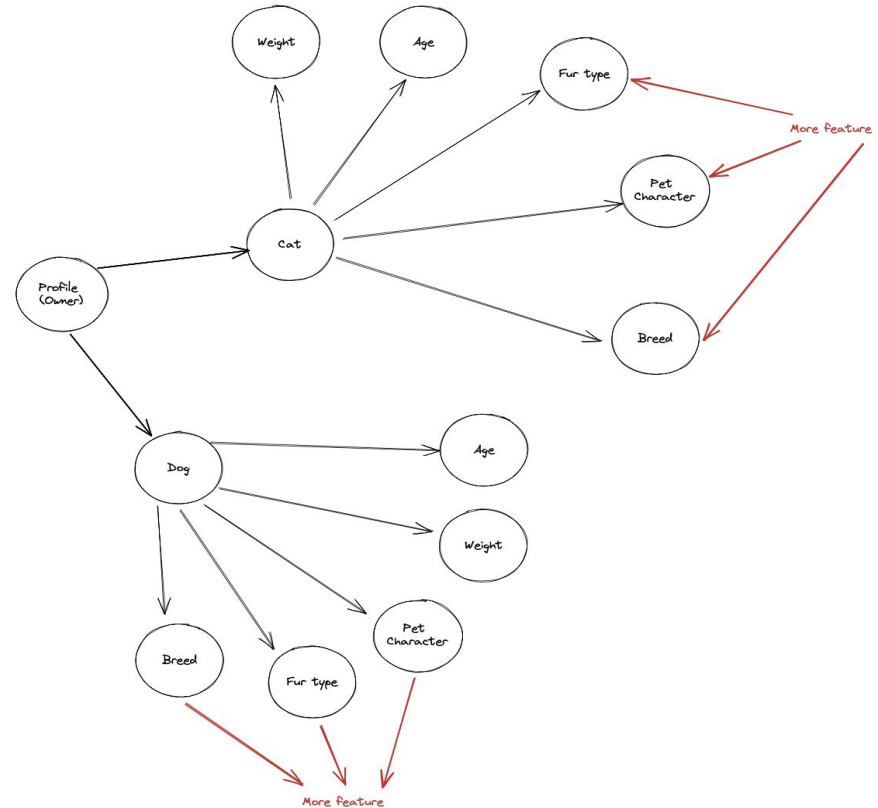 Weight
Age
Fur type
More feature
Pet
Character
Cat
Profile
(Owner)
Breed
Age
Dog
Weight
Pet
Character
Breed
Fur type
More feature